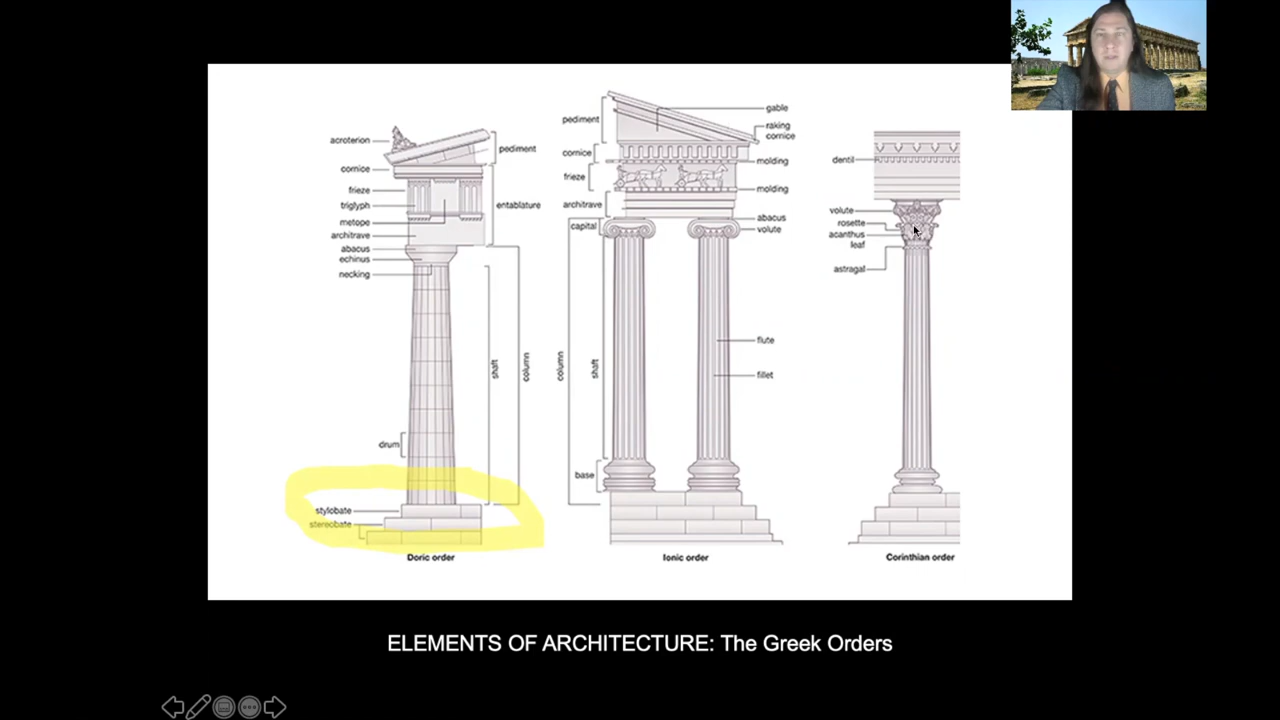 acroterion
pediment
cornice
frieze
triglyph
entablature
metope
architrave
abacus
echinus
necking
shaft
column
drum
stylobate
stereobate
Doric order
gable
pediment
raking
cornice
cornice
molding
frieze
molding
architrave
abacus
capital
volute
column
shaft
flute
fillet
base
Ionic order
dentil
volute
rosette
acanthus
leaf
astragal
Corinthian order
ELEMENTS OF ARCHITECTURE: The Greek Orders